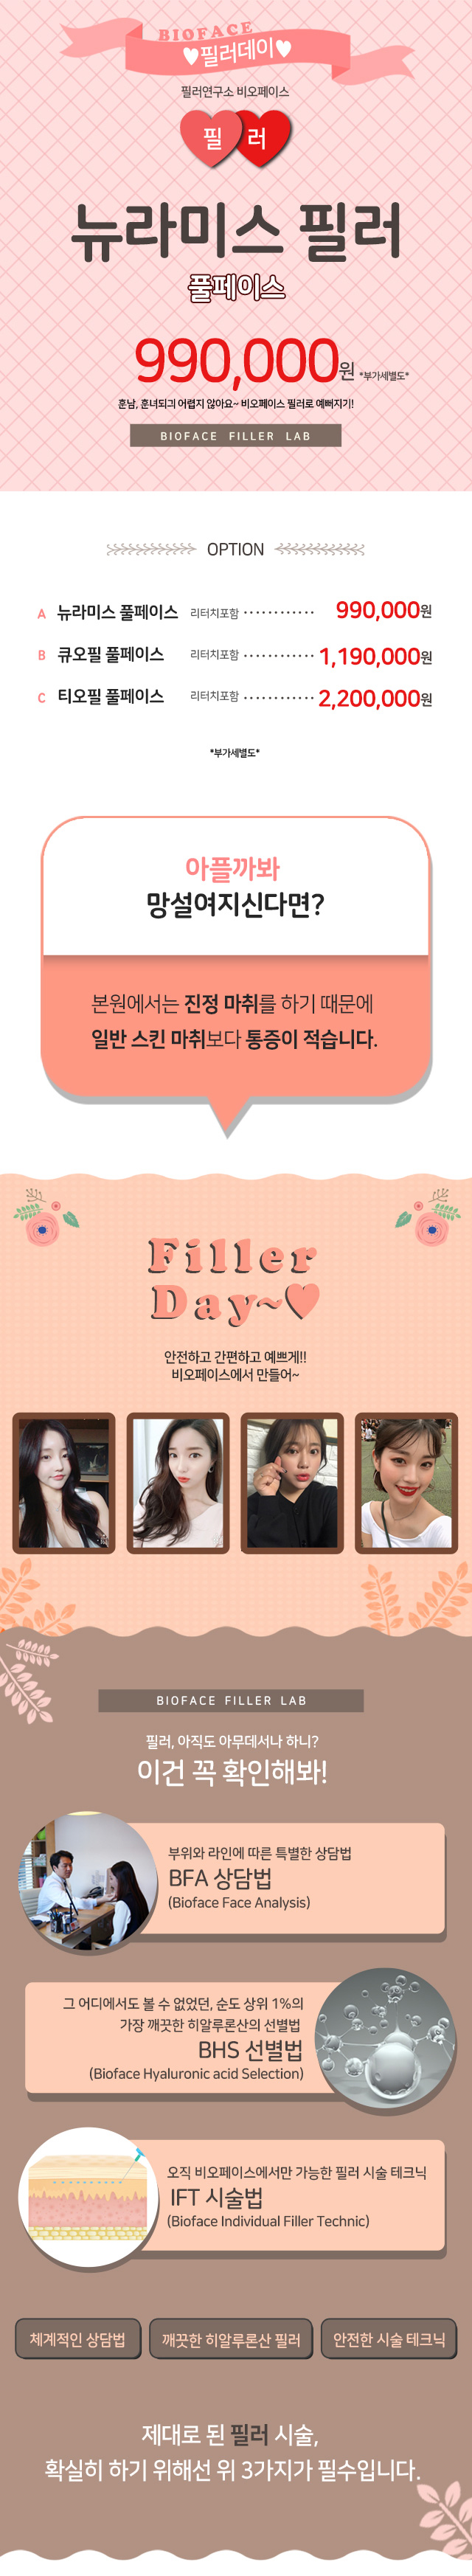 BIOFACE
♥필러데이♥
필러연구소 비오페이스
필 러
뉴라미스 필러
풀페이스
990,000원 *부가세별도*
훈남, 훈녀되긔 어렵지 않아요~ 비오페이스 필러로 예뻐지기!
BIOFACE FILLER LAB
OPTION
A 뉴라미스 풀페이스 리터치포함 ············ 990,000원
B 큐오필 풀페이스 리터치포함 ············ 1,190,000원
C 티오필 풀페이스 리터치포함 ············ 2,200,000원
*부가세별도*
아플까봐
망설여지신다면?
본원에서는 진정 마취를 하기 때문에
일반 스킨 마취보다 통증이 적습니다.
Filler
Day~♥
안전하고 간편하고 예쁘게!!
비오페이스에서 만들어~
BIOFACE FILLER LAB
필러, 아직도 아무데서나 하니?
이건 꼭 확인해봐!
부위와 라인에 따른 특별한 상담법
BFA 상담법
(Bioface Face Analysis)
그 어디에서도 볼 수 없었던, 순도 상위 1%의
가장 깨끗한 히알루론산의 선별법
BHS 선별법
(Bioface Hyaluronic acid Selection)
오직 비오페이스에서만 가능한 필러 시술 테크닉
IFT 시술법
(Bioface Individual Filler Technic)
체계적인 상담법 깨끗한 히알루론산 필러 안전한 시술 테크닉
제대로 된 필러 시술,
확실히 하기 위해선 위 3가지가 필수입니다.